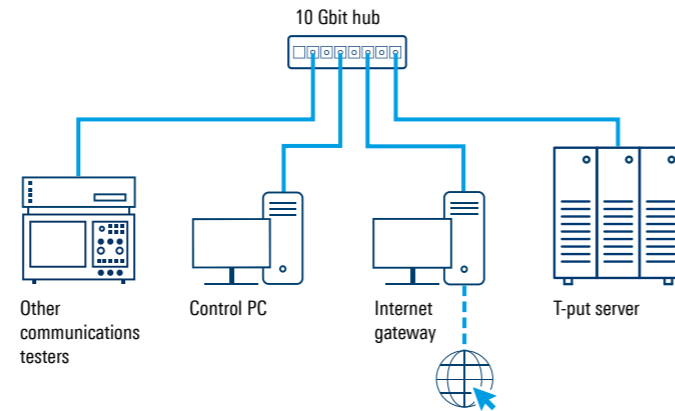 10 Gbit hub
Other
communications
testers
Control PC
Internet
gateway
T-put server